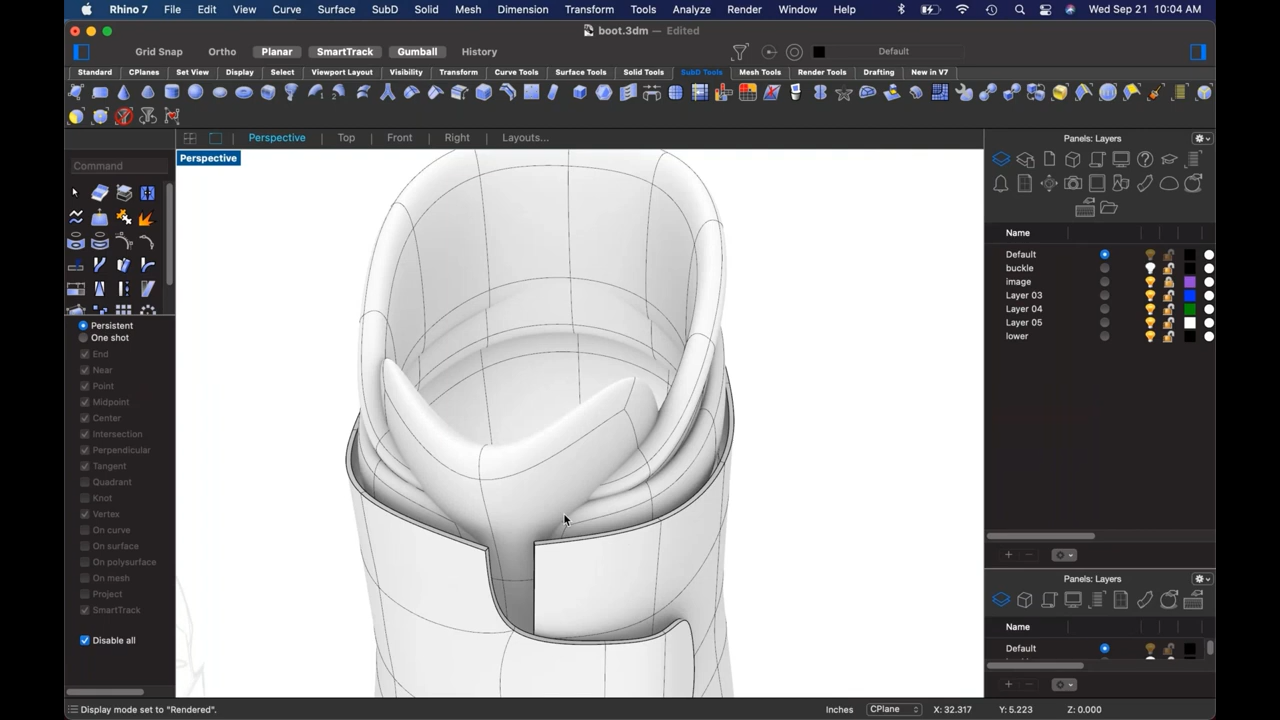 Rhino 7 File Edit View Curve Surface SubD Solid Mesh Dimension Transform Tools Analyze Render Window Help Wed Sep 21 10:04 AM
boot.3dm — Edited
Grid Snap Ortho Planar SmartTrack Gumball History Default
Standard CPlanes Set View Display Select Viewport Layout Visibility Transform Curve Tools Surface Tools Solid Tools SubD Tools Mesh Tools Render Tools Drafting New in V7
Perspective Top Front Right Layouts... Panels: Layers
Perspective
Command
Name
Default
buckle
image
Layer 03
Layer 04
Layer 05
lower
Persistent
One shot
End
Near
Point
Midpoint
Center
Intersection
Perpendicular
Tangent
Quadrant
Knot
Vertex
On curve
On surface
On polysurface
On mesh
Project
SmartTrack
Disable all
Panels: Layers
Name
Default
Display mode set to "Rendered". Inches CPlane X: 32.317 Y: 5.223 Z: 0.000